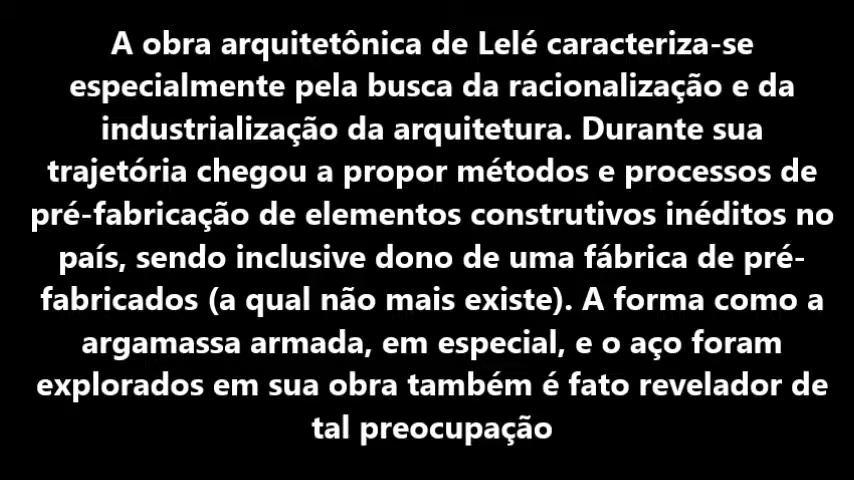 A obra arquitetônica de Lelé caracteriza-se
especialmente pela busca da racionalização e da
industrialização da arquitetura. Durante sua
trajetória chegou a propor métodos e processos de
pré-fabricação de elementos construtivos inéditos no
país, sendo inclusive dono de uma fábrica de pré-
fabricados (a qual não mais existe). A forma como a
argamassa armada, em especial, e o aço foram
explorados em sua obra também é fato revelador de
tal preocupação